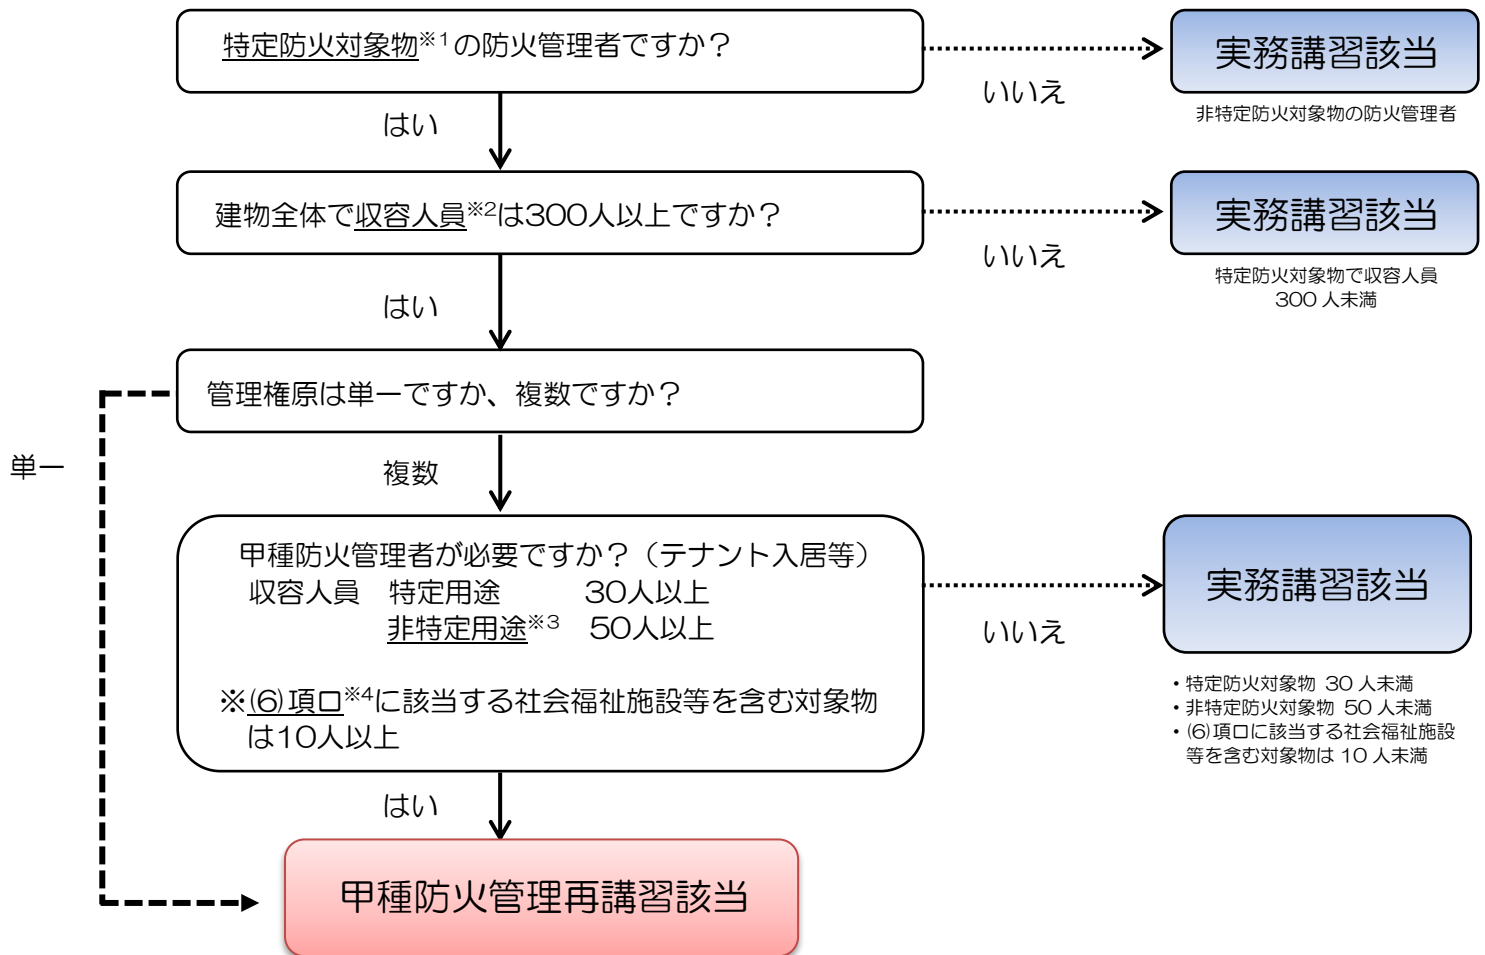 特定防火対象物※1の防火管理者ですか？
実務講習該当
いいえ
非特定防火対象物の防火管理者
はい
建物全体で収容人員※2は300人以上ですか？
実務講習該当
いいえ
特定防火対象物で収容人員
300人未満
はい
管理権原は単一ですか、複数ですか？
単一
複数
甲種防火管理者が必要ですか？（テナント入居等）
収容人員　特定用途　　　30人以上
非特定用途※3　50人以上
※(6)項ロ※4に該当する社会福祉施設等を含む対象物
は10人以上
いいえ
実務講習該当
・特定防火対象物 30人未満
・非特定防火対象物 50人未満
・(6)項ロに該当する社会福祉施設
等を含む対象物は10人未満
はい
甲種防火管理再講習該当